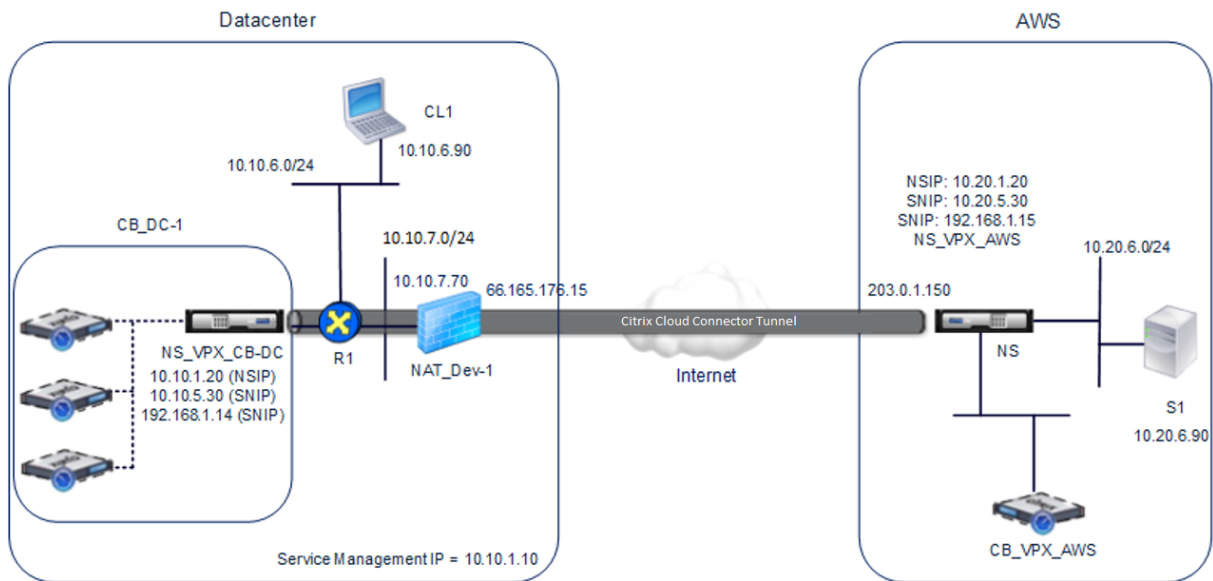 Datacenter
AWS
CL1
10.10.6.90
10.10.6.0/24
CB_DC-1
10.10.7.0/24
10.10.7.70
66.165.176.15
NS_VPX_CB-DC
10.10.1.20 (NSIP)
10.10.5.30 (SNIP)
192.168.1.14 (SNIP)
R1
NAT_Dev-1
Citrix Cloud Connector Tunnel
Internet
203.0.1.150
NSIP: 10.20.1.20
SNIP: 10.20.5.30
SNIP: 192.168.1.15
NS_VPX_AWS
10.20.6.0/24
NS
S1
10.20.6.90
CB_VPX_AWS
Service Management IP = 10.10.1.10